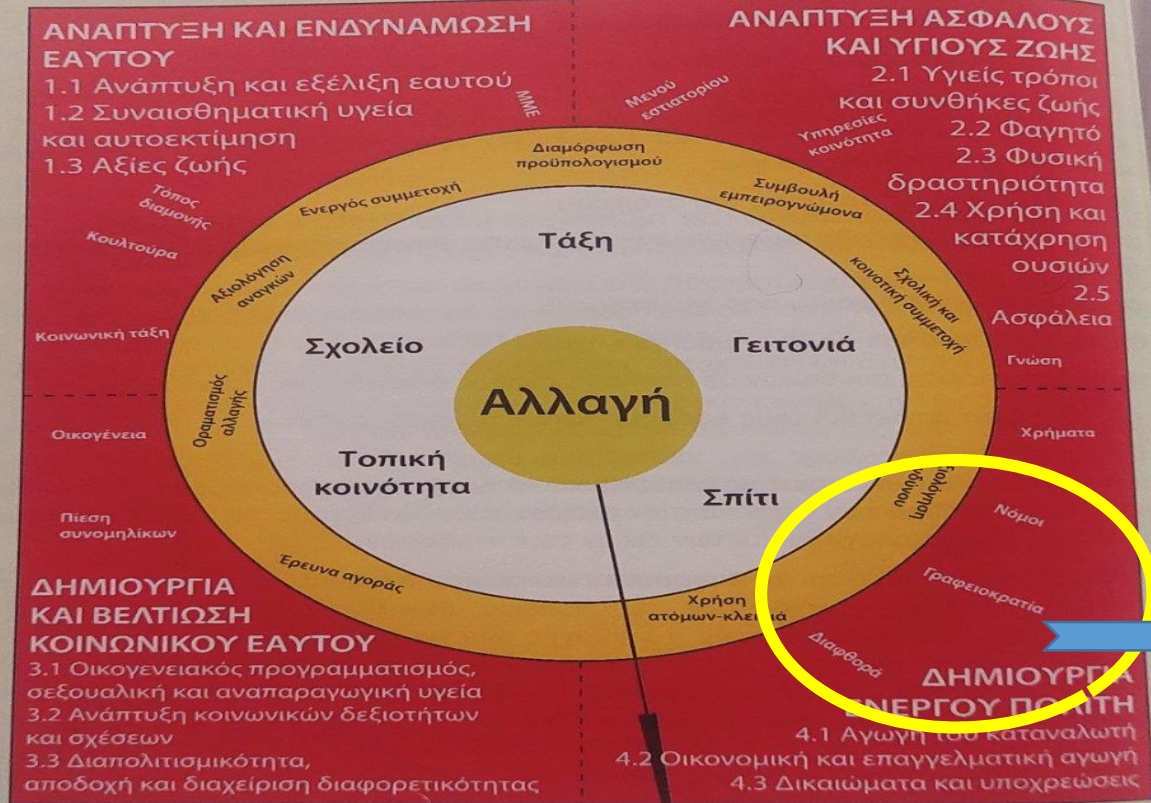 ΑΝΑΠΤΥΞΗ ΚΑΙ ΕΝΔΥΝΑΜΩΣΗ
ΕΑΥΤΟΥ
1.1 Ανάπτυξη και εξέλιξη εαυτού
1.2 Συναισθηματική υγεία
και αυτοεκτίμηση
1.3 Αξίες ζωής
ΑΝΑΠΤΥΞΗ ΑΣΦΑΛΟΥΣ
ΚΑΙ ΥΓΙΟΥΣ ΖΩΗΣ
2.1 Υγιείς τρόποι
και συνθήκες ζωής
2.2 Φαγητό
2.3 Φυσική
δραστηριότητα
2.4 Χρήση και
κατάχρηση
ουσιών
2.5
Ασφάλεια
ΜΜΕ
Μενού
εστιατορίου
Υπηρεσίες
κοινότητα
Τόπος
διαμονής
Κουλτούρα
Κοινωνική τάξη
Οικογένεια
Πίεση
συνομηλίκων
Γνώση
Χρήματα
Νόμοι
Γραφειοκρατία
Διαφθορά
Διαμόρφωση
προϋπολογισμού
Συμβουλή
εμπειρογνώμονα
Σχολική και
κοινοτική συμμετοχή
Χρήση
Έρευνα αγοράς
Οραματισμός
αλλαγής
Αξιολόγηση
αναγκών
Ενεργός συμμετοχή
Τάξη
Σχολείο
Γειτονιά
Αλλαγή
Τοπική
κοινότητα
Σπίτι
ΔΗΜΙΟΥΡΓΙΑ
ΚΑΙ ΒΕΛΤΙΩΣΗ
ΚΟΙΝΩΝΙΚΟΥ ΕΑΥΤΟΥ
3.1 Οικογενειακός προγραμματισμός,
σεξουαλική και αναπαραγωγική υγεία
3.2 Ανάπτυξη κοινωνικών δεξιοτήτων
και σχέσεων
3.3 Διαπολιτισμικότητα,
αποδοχή και διαχείριση διαφορετικότητας
ΔΗΜΙΟΥΡΓΙΑ
ΕΝΕΡΓΟΥ ΠΟΛΙΤΗ
4.1 Αγωγή του καταναλωτή
4.2 Οικονομική και επαγγελματική αγωγή
4.3 Δικαιώματα και υποχρεώσεις